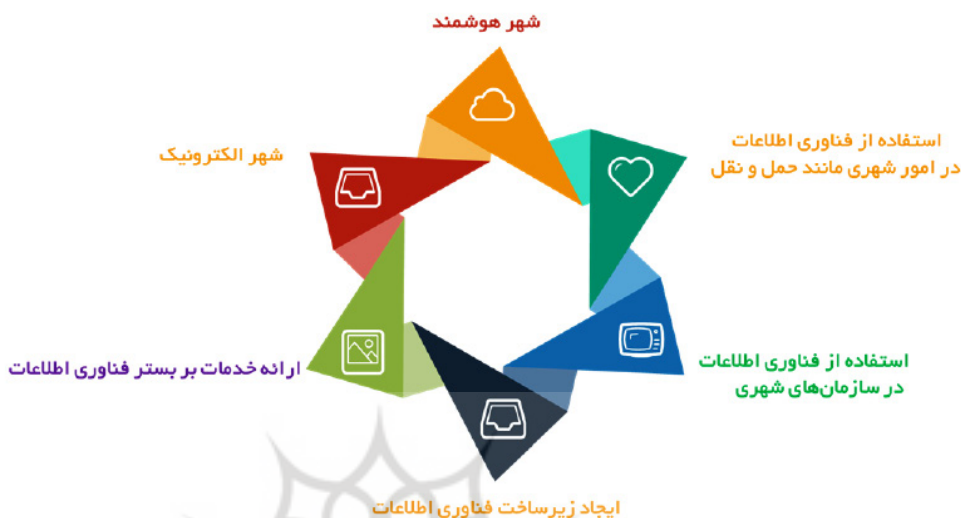 شهر هوشمند
استفاده از فناوری اطلاعات
در امور شهری مانند حمل و نقل
شهر الکترونیک
استفاده از فناوری اطلاعات
در سازمان‌های شهری
ارائه خدمات بر بستر فناوری اطلاعات
ایجاد زیرساخت فناوری اطلاعات